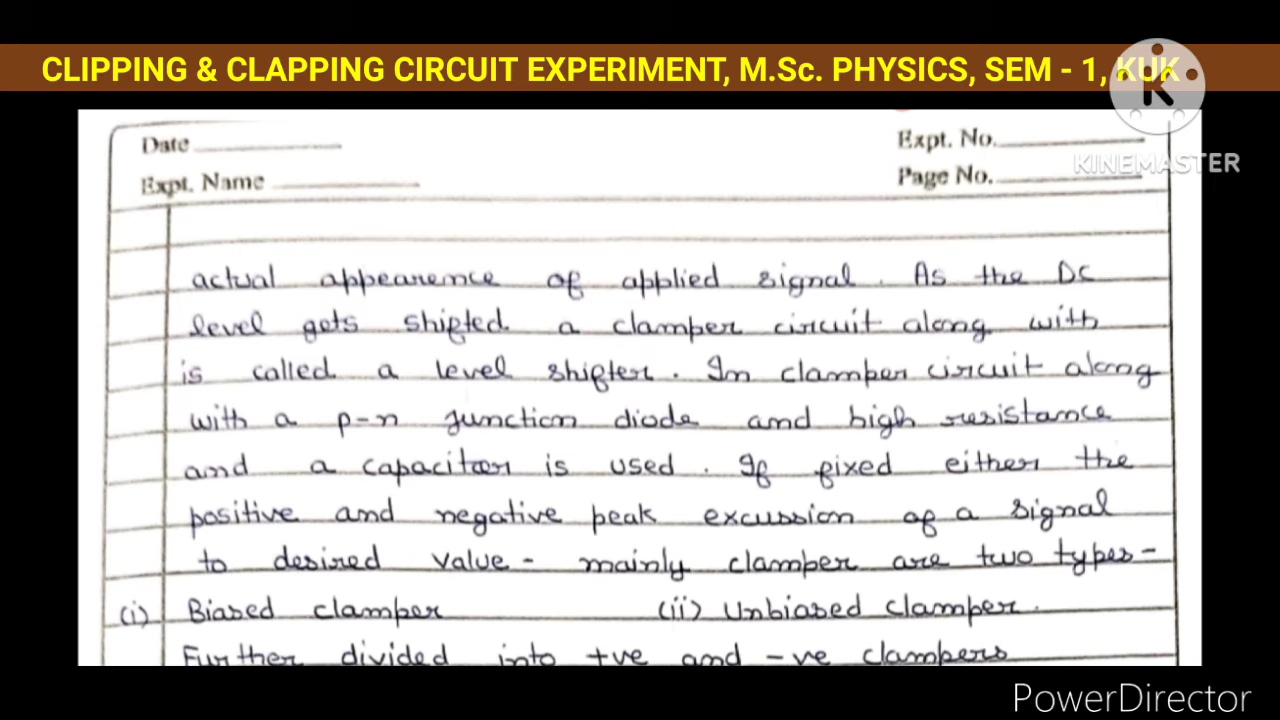 CLIPPING & CLAPPING CIRCUIT EXPERIMENT, M.Sc. PHYSICS, SEM - 1, KUK
K
KINEMASTER
Date
Expt. No.
Expt. Name
Page No.
actual appearence of applied signal. As the DC
level gets shifted a clamper circuit along with
is called a level shifter. In clamper circuit along
with a p-n junction diode and high resistance
and a capacitor is used. If fixed either the
positive and negative peak excussion of a signal
to desired value - mainly clamper are two types-
(i) Biased clamper (ii) Unbiased clamper.
Further divided into +ve and -ve clampers
PowerDirector